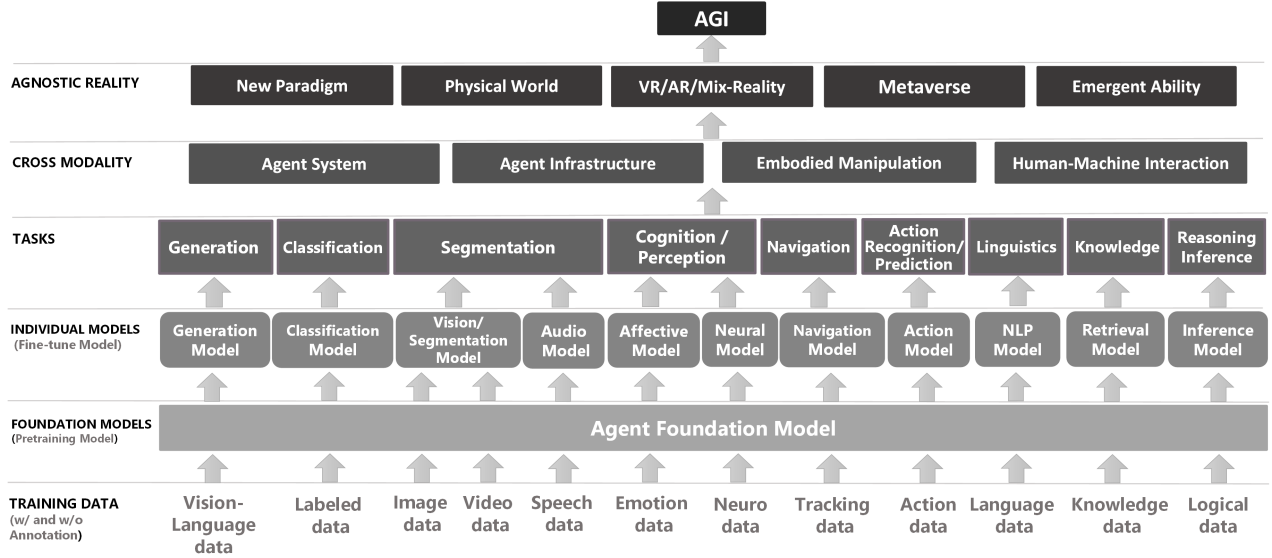 AGI
AGNOSTIC REALITY
New Paradigm
Physical World
VR/AR/Mix-Reality
Metaverse
Emergent Ability
CROSS MODALITY
Agent System
Agent Infrastructure
Embodied Manipulation
Human-Machine Interaction
TASKS
Generation
Classification
Segmentation
Cognition /
Perception
Navigation
Action
Recognition/
Prediction
Linguistics
Knowledge
Reasoning
Inference
INDIVIDUAL MODELS
(Fine-tune Model)
Generation
Model
Classification
Model
Vision/
Segmentation
Model
Audio
Model
Affective
Model
Neural
Model
Navigation
Model
Action
Model
NLP
Model
Retrieval
Model
Inference
Model
FOUNDATION MODELS
(Pretraining Model)
Agent Foundation Model
TRAINING DATA
(w/ and w/o
Annotation)
Vision-
Language
data
Labeled
data
Image
data
Video
data
Speech
data
Emotion
data
Neuro
data
Tracking
data
Action
data
Language
data
Knowledge
data
Logical
data